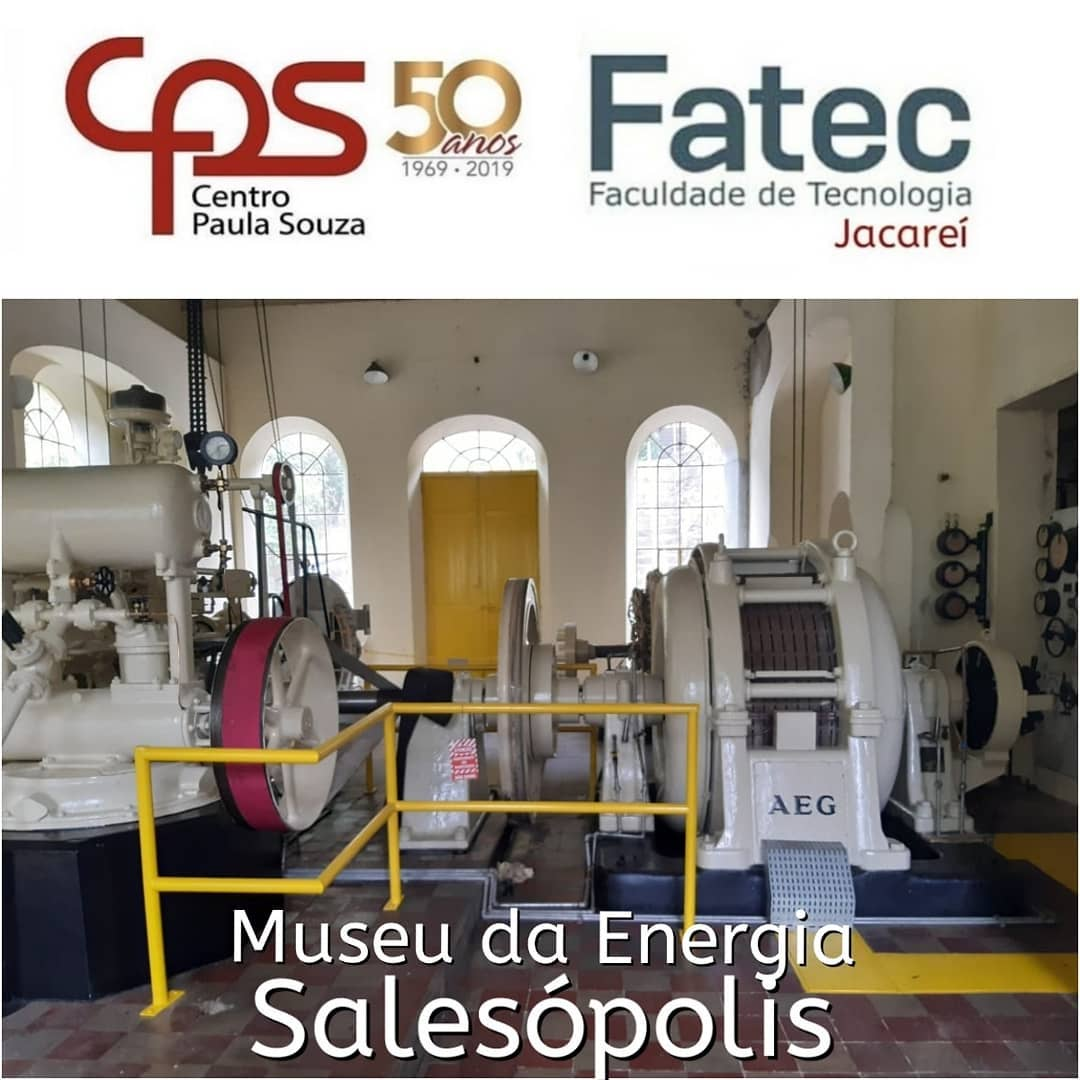 cps
Centro
Paula Souza
50
anos
1969 • 2019
Fatec
Faculdade de Tecnologia
Jacareí
AEG
Museu da Energia
Salesópolis